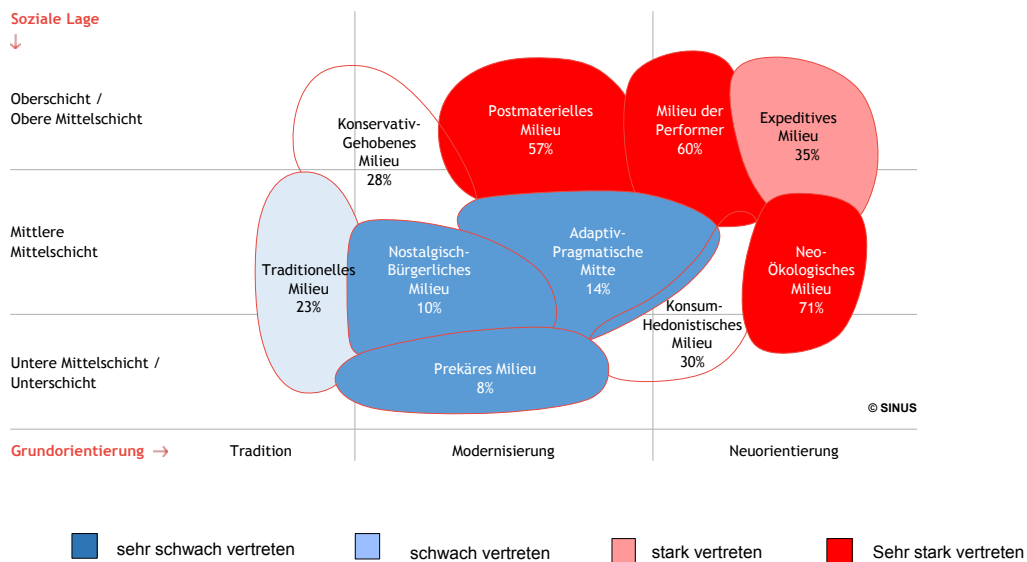 Soziale Lage
↓
Oberschicht /
Obere Mittelschicht
Mittlere
Mittelschicht
Untere Mittelschicht /
Unterschicht
Konservativ-
Gehobenes
Milieu
28%
Postmaterielles
Milieu
57%
Milieu der
Performer
60%
Expeditives
Milieu
35%
Traditionelles
Milieu
23%
Nostalgisch-
Bürgerliches
Milieu
10%
Adaptiv-
Pragmatische
Mitte
14%
Neo-
Ökologisches
Milieu
71%
Konsum-
Hedonistisches
Milieu
30%
Prekäres Milieu
8%
© SINUS
Grundorientierung → Tradition Modernisierung Neuorientierung
sehr schwach vertreten schwach vertreten stark vertreten Sehr stark vertreten